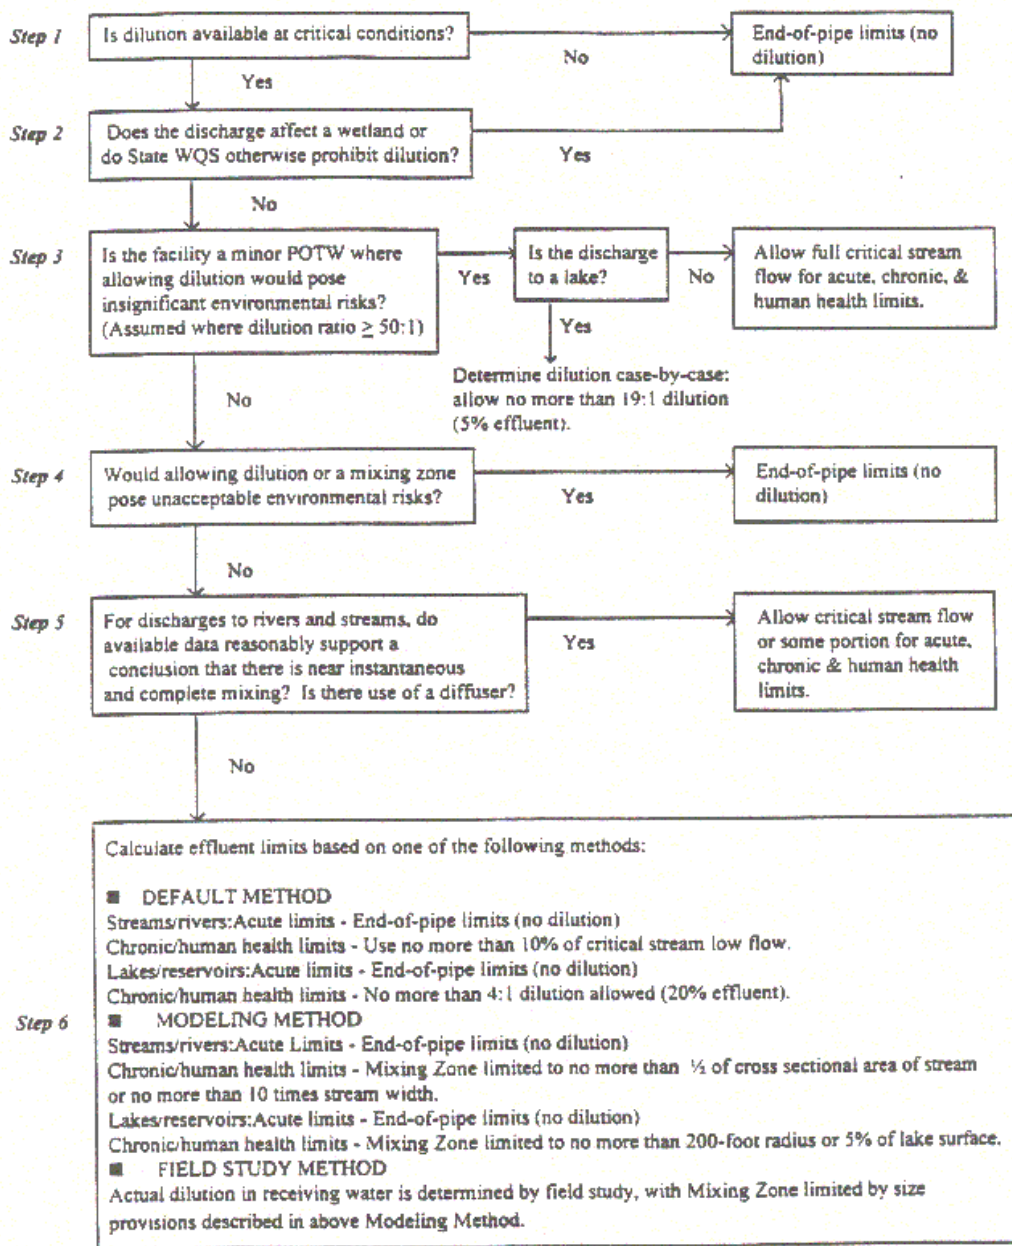 Step 1
Is dilution available at critical conditions?
No
End-of-pipe limits (no
dilution)
Yes
Step 2
Does the discharge affect a wetland or
do State WQS otherwise prohibit dilution?
Yes
No
Step 3
Is the facility a minor POTW where
allowing dilution would pose
insignificant environmental risks?
(Assumed where dilution ratio ≥ 50:1)
Yes
Is the discharge
to a lake?
No
Allow full critical stream
flow for acute, chronic, &
human health limits.
Yes
Determine dilution case-by-case:
allow no more than 19:1 dilution
(5% effluent).
No
Step 4
Would allowing dilution or a mixing zone
pose unacceptable environmental risks?
Yes
End-of-pipe limits (no
dilution)
No
Step 5
For discharges to rivers and streams, do
available data reasonably support a
conclusion that there is near instantaneous
and complete mixing? Is there use of a diffuser?
Yes
Allow critical stream flow
or some portion for acute,
chronic & human health
limits.
No
Step 6
Calculate effluent limits based on one of the following methods:
■ DEFAULT METHOD
Streams/rivers:Acute limits - End-of-pipe limits (no dilution)
Chronic/human health limits - Use no more than 10% of critical stream low flow.
Lakes/reservoirs:Acute limits - End-of-pipe limits (no dilution)
Chronic/human health limits - No more than 4:1 dilution allowed (20% effluent).
■ MODELING METHOD
Streams/rivers:Acute Limits - End-of-pipe limits (no dilution)
Chronic/human health limits - Mixing Zone limited to no more than ½ of cross sectional area of stream
or no more than 10 times stream width.
Lakes/reservoirs:Acute limits - End-of-pipe limits (no dilution)
Chronic/human health limits - Mixing Zone limited to no more than 200-foot radius or 5% of lake surface.
■ FIELD STUDY METHOD
Actual dilution in receiving water is determined by field study, with Mixing Zone limited by size
provisions described in above Modeling Method.